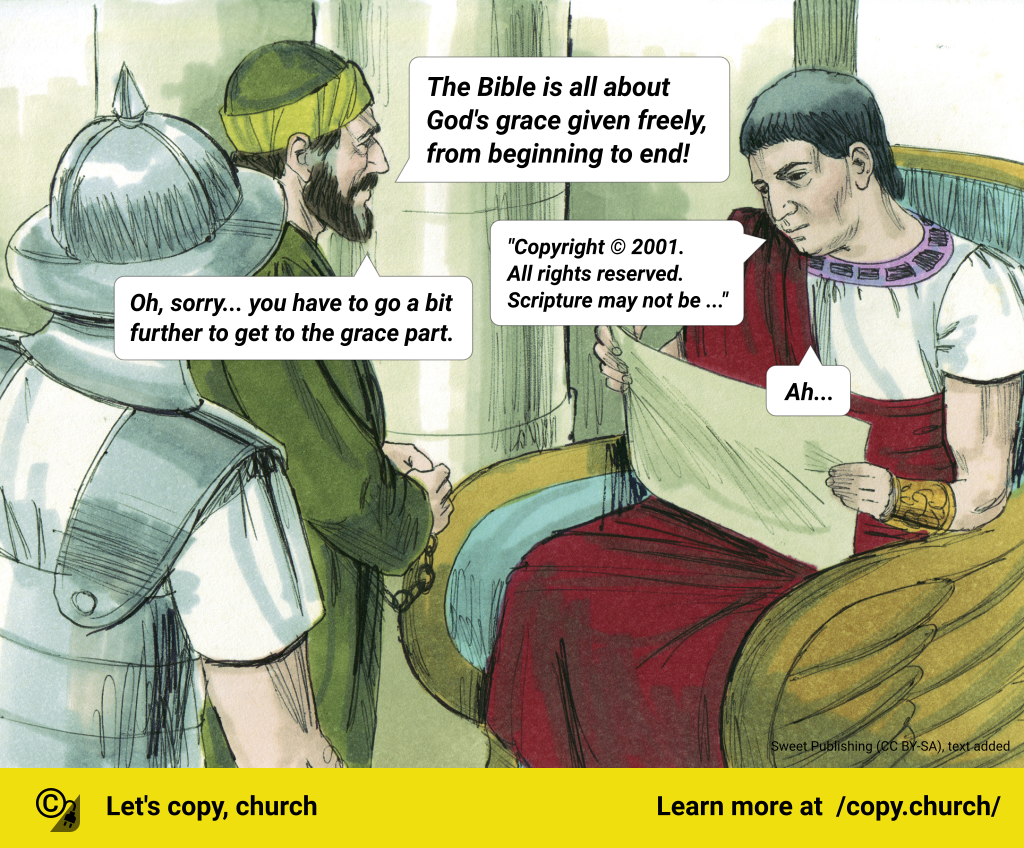 The Bible is all about
God's grace given freely,
from beginning to end!
"Copyright © 2001.
All rights reserved.
Scripture may not be ..."
Oh, sorry... you have to go a bit
further to get to the grace part.
Ah...
Sweet Publishing (CC BY-SA), text added
©
Let's copy, church
Learn more at /copy.church/